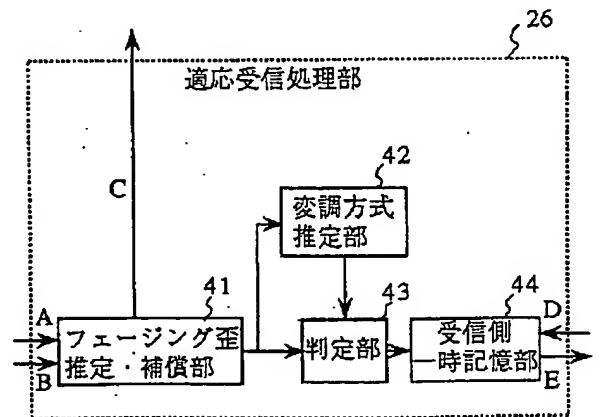 26
適応受信処理部
C
42
変調方式
推定部
41
43
44
A
B
フェージング歪
推定・補償部
判定部
受信側
一時記憶部
D
E